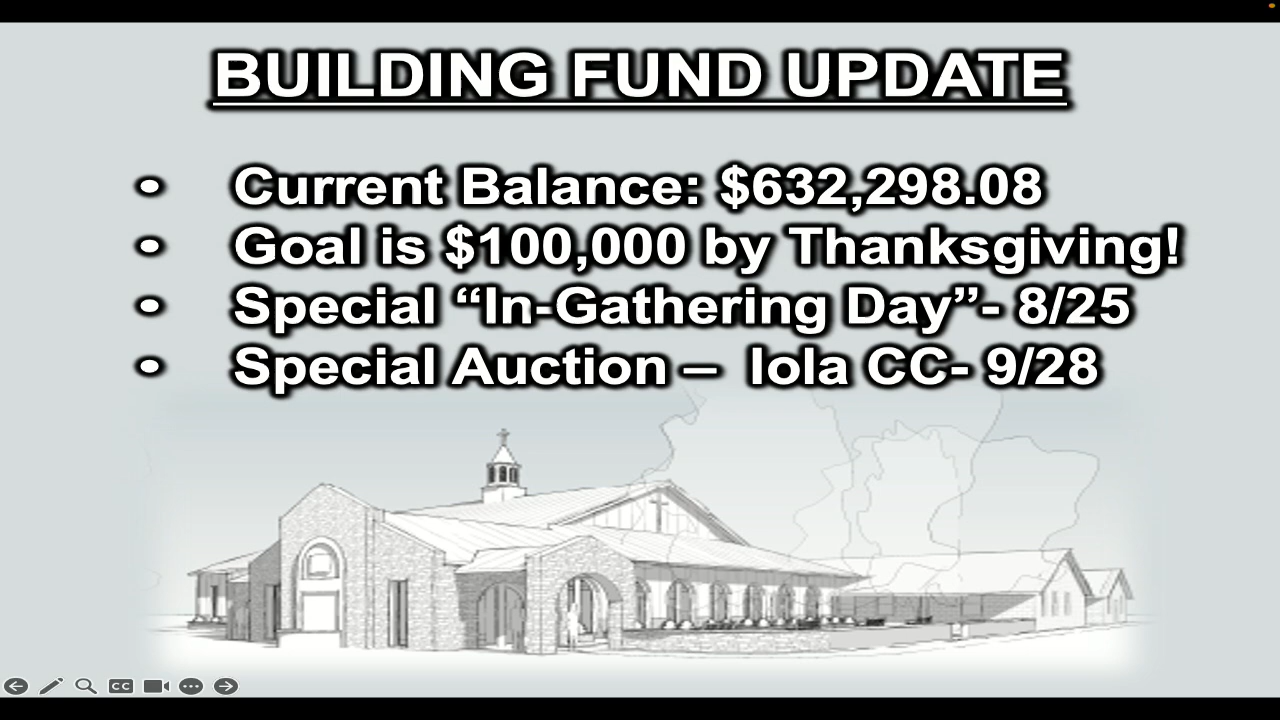 BUILDING FUND UPDATE
• Current Balance: $632,298.08
• Goal is $100,000 by Thanksgiving!
• Special “In-Gathering Day”- 8/25
• Special Auction – Iola CC- 9/28
CC